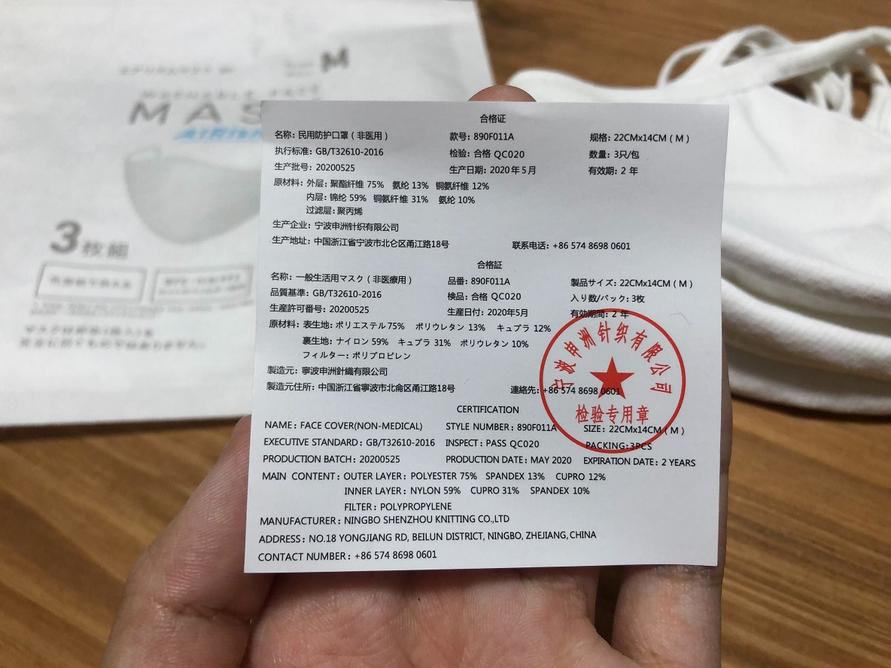 M
MASK
AIRism
3枚組
合格证
名称：民用防护口罩（非医用） 款号：890F011A 规格：22CMx14CM（M）
执行标准：GB/T32610-2016 检验：合格 QC020 数量：3只/包
生产批号：20200525 生产日期：2020年5月 有效期：2 年
原材料：外层：聚酯纤维 75% 氨纶 13% 铜氨纤维 12%
内层：锦纶 59% 铜氨纤维 31% 氨纶 10%
过滤层：聚丙烯
生产企业：宁波申洲针织有限公司
生产地址：中国浙江省宁波市北仑区甬江路18号 联系电话：+86 574 8698 0601
合格证
名称：一般生活用マスク（非医療用） 品番：890F011A 製品サイズ：22CMx14CM（M）
品質基準：GB/T32610-2016 検品：合格 QC020 入り数/パック：3枚
生産許可番号：20200525 生産日付：2020年5月 有効期間：2 年
原材料：表生地：ポリエステル75% ポリウレタン 13% キュプラ 12%
裏生地：ナイロン 59% キュプラ 31% ポリウレタン 10%
フィルター：ポリプロピレン
製造元：寧波申洲針織有限公司
製造元住所：中国浙江省寧波市北侖区甬江路18号 連絡先：+86 574 8698 0601
宁波申洲针织有限公司
检验专用章
CERTIFICATION
NAME：FACE COVER(NON-MEDICAL) STYLE NUMBER：890F011A SIZE：22CMx14CM（M）
EXECUTIVE STANDARD：GB/T32610-2016 INSPECT：PASS QC020 PACKING:3PCS
PRODUCTION BATCH：20200525 PRODUCTION DATE：MAY 2020 EXPIRATION DATE：2 YEARS
MAIN CONTENT：OUTER LAYER：POLYESTER 75% SPANDEX 13% CUPRO 12%
INNER LAYER：NYLON 59% CUPRO 31% SPANDEX 10%
FILTER：POLYPROPYLENE
MANUFACTURER：NINGBO SHENZHOU KNITTING CO.,LTD
ADDRESS：NO.18 YONGJIANG RD, BEILUN DISTRICT, NINGBO, ZHEJIANG,CHINA
CONTACT NUMBER：+86 574 8698 0601